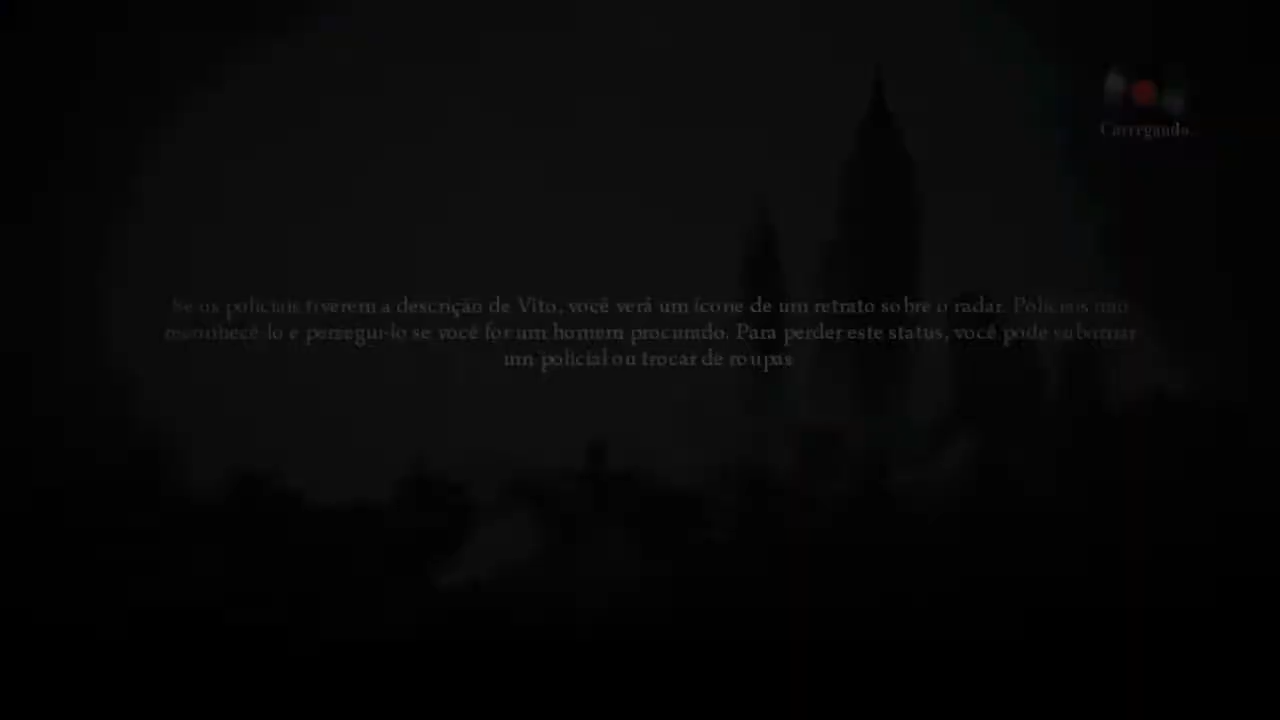 Carregando.
Se os policiais tiverem a descrição de Vito, você verá um ícone de um retrato sobre o radar. Policiais irão
reconhecê-lo e persegui-lo se você for um homem procurado. Para perder este status, você pode subornar
um policial ou trocar de roupas